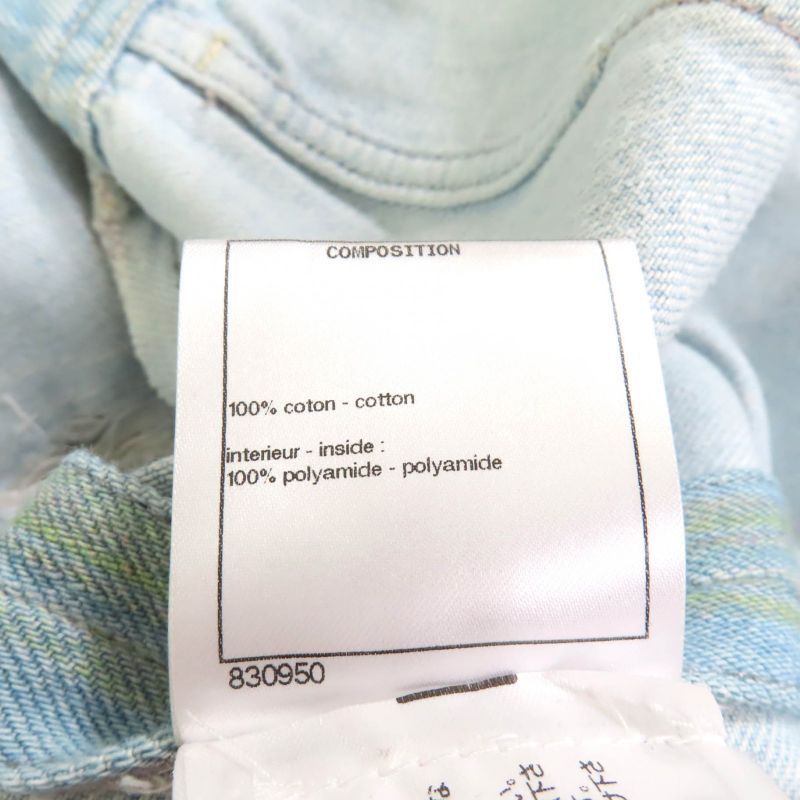 COMPOSITION
100% coton - cotton
interieur - inside :
100% polyamide - polyamide
830950